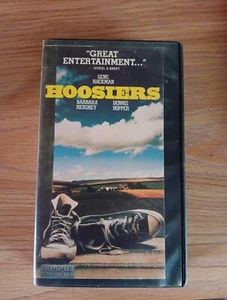 "GREAT
ENTERTAINMENT..."
—SISKEL & EBERT
GENE
HACKMAN
HOOSIERS
BARBARA DENNIS
HERSHEY HOPPER